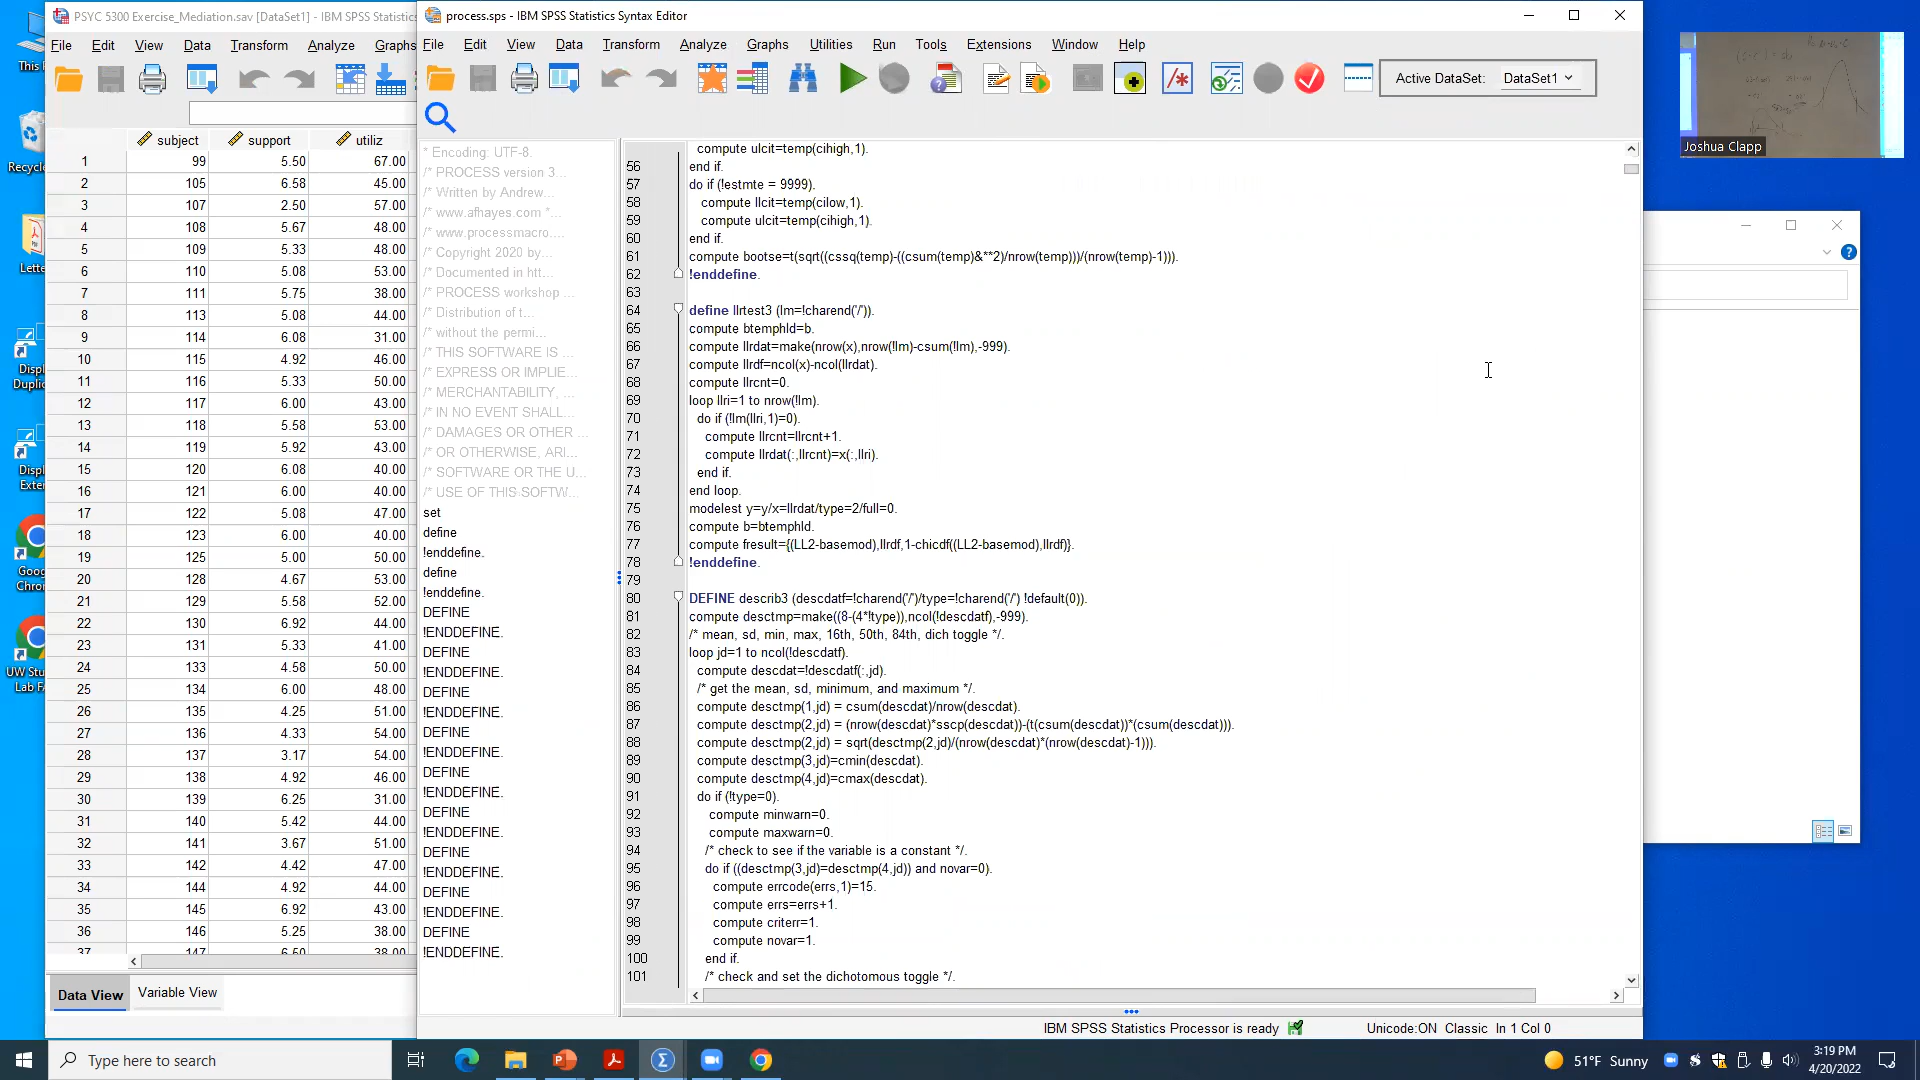 PSYC 5300 Exercise_Mediation.sav [DataSet1] - IBM SPSS Statistics
File Edit View Data Transform Analyze Graphs
subject support utiliz
1 99 5.50 67.00
2 105 6.58 45.00
3 107 2.50 57.00
4 108 5.67 48.00
5 109 5.33 48.00
6 110 5.08 53.00
7 111 5.75 38.00
8 113 5.08 44.00
9 114 6.08 31.00
10 115 4.92 46.00
11 116 5.33 50.00
12 117 6.00 43.00
13 118 5.58 53.00
14 119 5.92 43.00
15 120 6.08 40.00
16 121 6.00 40.00
17 122 5.08 47.00
18 123 6.00 40.00
19 125 5.00 50.00
20 128 4.67 53.00
21 129 5.58 52.00
22 130 6.92 44.00
23 131 5.33 41.00
24 133 4.58 50.00
25 134 6.00 48.00
26 135 4.25 51.00
27 136 4.33 54.00
28 137 3.17 54.00
29 138 4.92 46.00
30 139 6.25 31.00
31 140 5.42 44.00
32 141 3.67 51.00
33 142 4.42 47.00
34 144 4.92 44.00
35 145 6.92 43.00
36 146 5.25 38.00
37 147 6.50 38.00
Data View Variable View
process.sps - IBM SPSS Statistics Syntax Editor
File Edit View Data Transform Analyze Graphs Utilities Run Tools Extensions Window Help
Active DataSet: DataSet1
* Encoding: UTF-8.
/* PROCESS version 3...
/* Written by Andrew...
/* www.afhayes.com *...
/* www.processmacro....
/* Copyright 2020 by...
/* Documented in htt...
/* PROCESS workshop ...
/* Distribution of t...
/* without the permi...
/* THIS SOFTWARE IS ...
/* EXPRESS OR IMPLIE...
/* MERCHANTABILITY, ...
/* IN NO EVENT SHALL...
/* DAMAGES OR OTHER ...
/* OR OTHERWISE, ARI...
/* SOFTWARE OR THE U...
/* USE OF THIS SOFTW...
set
define
!enddefine.
define
!enddefine.
DEFINE
!ENDDEFINE.
DEFINE
!ENDDEFINE.
DEFINE
!ENDDEFINE.
DEFINE
!ENDDEFINE.
DEFINE
!ENDDEFINE.
DEFINE
!ENDDEFINE.
DEFINE
!ENDDEFINE.
DEFINE
!ENDDEFINE.
DEFINE
!ENDDEFINE.
compute ulcit=temp(cihigh,1).
56 end if.
57 do if (!estmte = 9999).
58 compute llcit=temp(cilow,1).
59 compute ulcit=temp(cihigh,1).
60 end if.
61 compute bootse=t(sqrt((cssq(temp)-((csum(temp)&**2)/nrow(temp)))/(nrow(temp)-1))).
62 !enddefine.
63
64 define llrtest3 (lm=!charend('/')).
65 compute btemphld=b.
66 compute llrdat=make(nrow(x),nrow(!lm)-csum(!lm),-999).
67 compute llrdf=ncol(x)-ncol(llrdat).
68 compute llrcnt=0.
69 loop llri=1 to nrow(!lm).
70 do if (!lm(llri,1)=0).
71 compute llrcnt=llrcnt+1.
72 compute llrdat(:,llrcnt)=x(:,llri).
73 end if.
74 end loop.
75 modelest y=y/x=llrdat/type=2/full=0.
76 compute b=btemphld.
77 compute fresult={(LL2-basemod),llrdf,1-chicdf((LL2-basemod),llrdf)}.
78 !enddefine.
79
80 DEFINE describ3 (descdatf=!charend('/')/type=!charend('/') !default(0)).
81 compute desctmp=make((8-(4*!type)),ncol(!descdatf),-999).
82 /* mean, sd, min, max, 16th, 50th, 84th, dich toggle */.
83 loop jd=1 to ncol(!descdatf).
84 compute descdat=!descdatf(:,jd).
85 /* get the mean, sd, minimum, and maximum */.
86 compute desctmp(1,jd) = csum(descdat)/nrow(descdat).
87 compute desctmp(2,jd) = (nrow(descdat)*sscp(descdat))-(t(csum(descdat))*(csum(descdat))).
88 compute desctmp(2,jd) = sqrt(desctmp(2,jd)/(nrow(descdat)*(nrow(descdat)-1))).
89 compute desctmp(3,jd)=cmin(descdat).
90 compute desctmp(4,jd)=cmax(descdat).
91 do if (!type=0).
92 compute minwarn=0.
93 compute maxwarn=0.
94 /* check to see if the variable is a constant */.
95 do if ((desctmp(3,jd)=desctmp(4,jd)) and novar=0).
96 compute errcode(errs,1)=15.
97 compute errs=errs+1.
98 compute criterr=1.
99 compute novar=1.
100 end if.
101 /* check and set the dichotomous toggle */.
IBM SPSS Statistics Processor is ready Unicode:ON Classic In 1 Col 0
Joshua Clapp
Type here to search
51°F Sunny
3:19 PM
4/20/2022